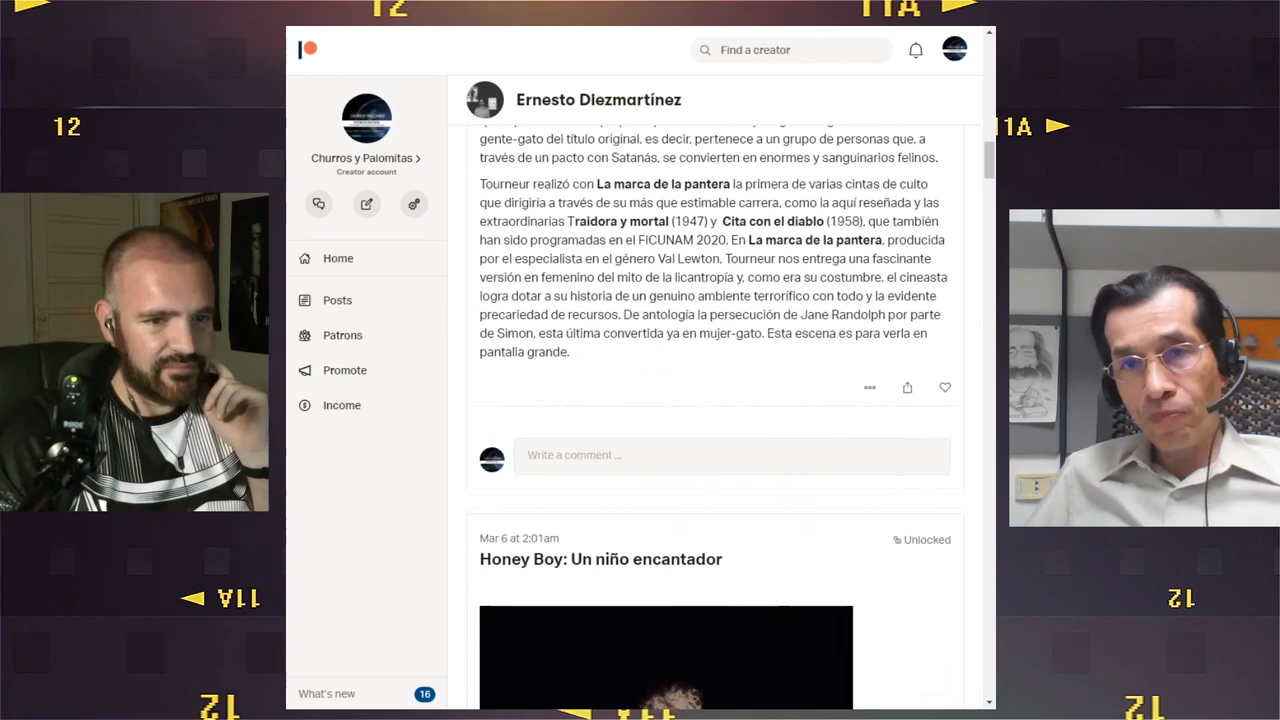 12
11A
Find a creator
Ernesto Diezmartínez
12
11A
Churros y Palomitas
Creator account
Home
Posts
Patrons
Promote
Income
gente-gato del título original, es decir, pertenece a un grupo de personas que, a
través de un pacto con Satanás, se convierten en enormes y sanguinarios felinos.
Tourneur realizó con La marca de la pantera la primera de varias cintas de culto
que dirigiría a través de su más que estimable carrera, como la aquí reseñada y las
extraordinarias Traidora y mortal (1947) y Cita con el diablo (1958), que también
han sido programadas en el FICUNAM 2020. En La marca de la pantera, producida
por el especialista en el género Val Lewton, Tourneur nos entrega una fascinante
versión en femenino del mito de la licantropía y, como era su costumbre, el cineasta
logra dotar a su historia de un genuino ambiente terrorífico con todo y la evidente
precariedad de recursos. De antología la persecución de Jane Randolph por parte
de Simon, esta última convertida ya en mujer-gato. Esta escena es para verla en
pantalla grande.
Write a comment ...
Mar 6 at 2:01am
Unlocked
Honey Boy: Un niño encantador
11A
12
What's new
16
12
11A
12